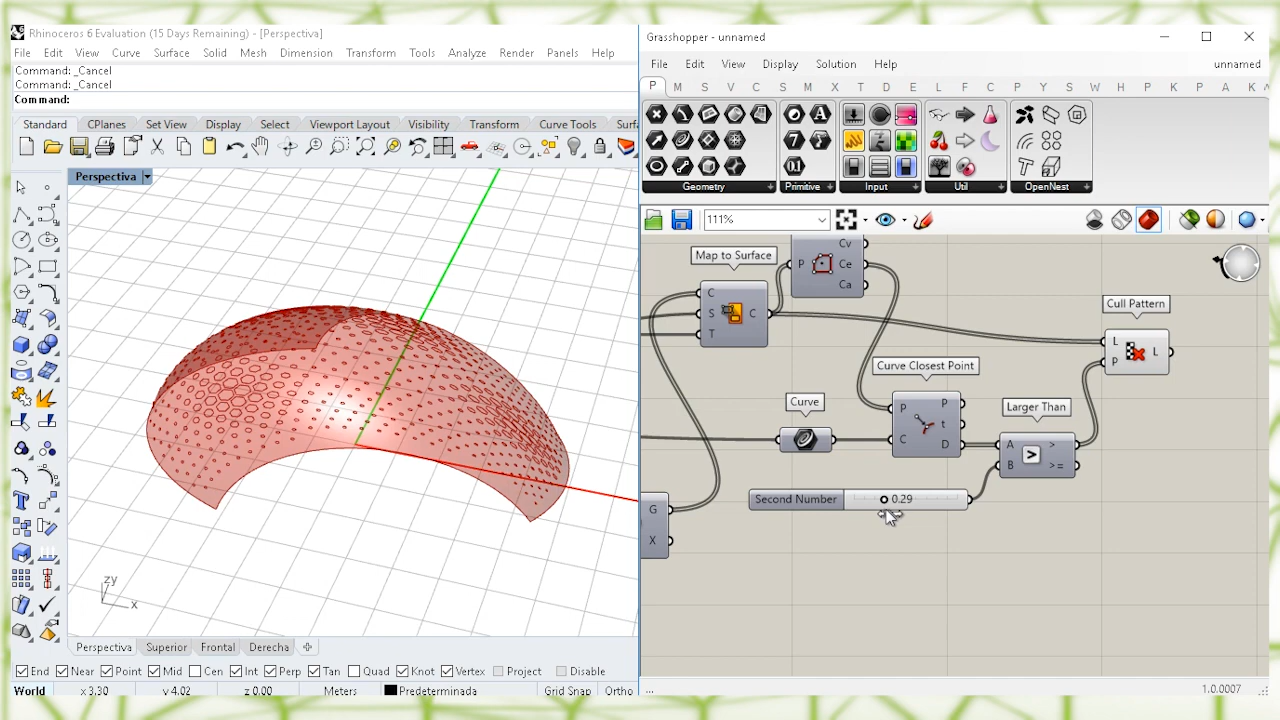 Rhinoceros 6 Evaluation (15 Days Remaining) - [Perspectiva]
File Edit View Curve Surface Solid Mesh Dimension Transform Tools Analyze Render Panels Help
Command: _Cancel
Command: _Cancel
Command:
Standard CPlanes View Display Select Viewport Layout Visibility Transform Curve Tools
Perspectiva
zy
x
Perspectiva Superior Frontal Derecha
End Near Point Mid Cen Int Perp Tan Quad Knot Vertex Project Disable
World x 3.30 y 4.02 z 0.00 Meters Predeterminada Grid Snap Ortho
Grasshopper - unnamed
File Edit View Display Solution Help unnamed
P M S V C S M X T D M R E G F C P Y S M U H P K P A K
Geometry Primitive Input Util OpenNest
111%
Cv
Map to Surface P Ce
Ca
C
S C
T
Cull Pattern
L
P L
Curve Closest Point
P P
t
C D
Curve
Larger Than
A >
B >=
Second Number 0.29
G
X
...
1.0.0007